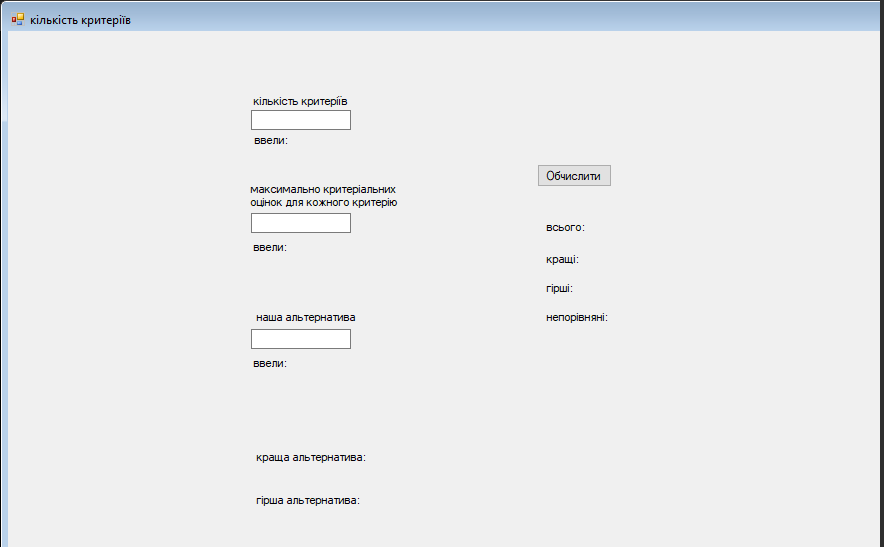 кількість критеріїв
кількість критеріїв
ввели:
максимально критеріальних
оцінок для кожного критерію
ввели:
наша альтернатива
ввели:
краща альтернатива:
гірша альтернатива:
Обчислити
всього:
кращі:
гірші:
непорівняні: